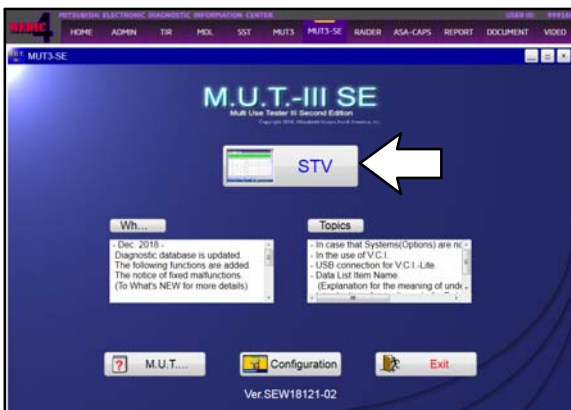 MITSUBISHI ELECTRONIC DIAGNOSTIC INFORMATION CENTER
MEDIC4 HOME ADMIN TIR MDL SST MUT3 MUT3-SE RAIDER ASA-CAPS REPORT DOCUMENT VIDEO
MUT3-SE
M.U.T.-III SE
Multi Use Tester III Second Edition
STV
Wh...
- Dec. 2018 -
Diagnostic database is updated.
The following functions are added.
The notice of fixed malfunctions.
(To What's NEW for more details)
Topics
- In case that Systems(Options) are no
- In the use of V.C.I.
- USB connection for V.C.I.-Lite.
- Data List Item Name
(Explanation for the meaning of unde
M.U.T....
Configuration
Exit
Ver.SEW18121-02